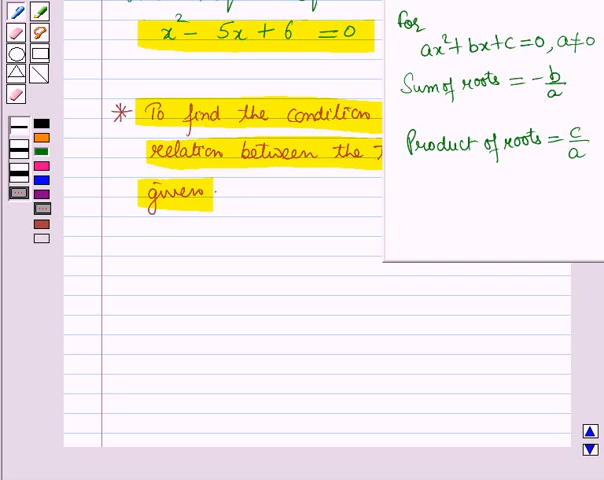 x² - 5x + 6 = 0
* To find the condition
relation between the
given.
For
ax² + bx + c = 0, a ≠ 0
Sum of roots = - b/a
Product of roots = c/a